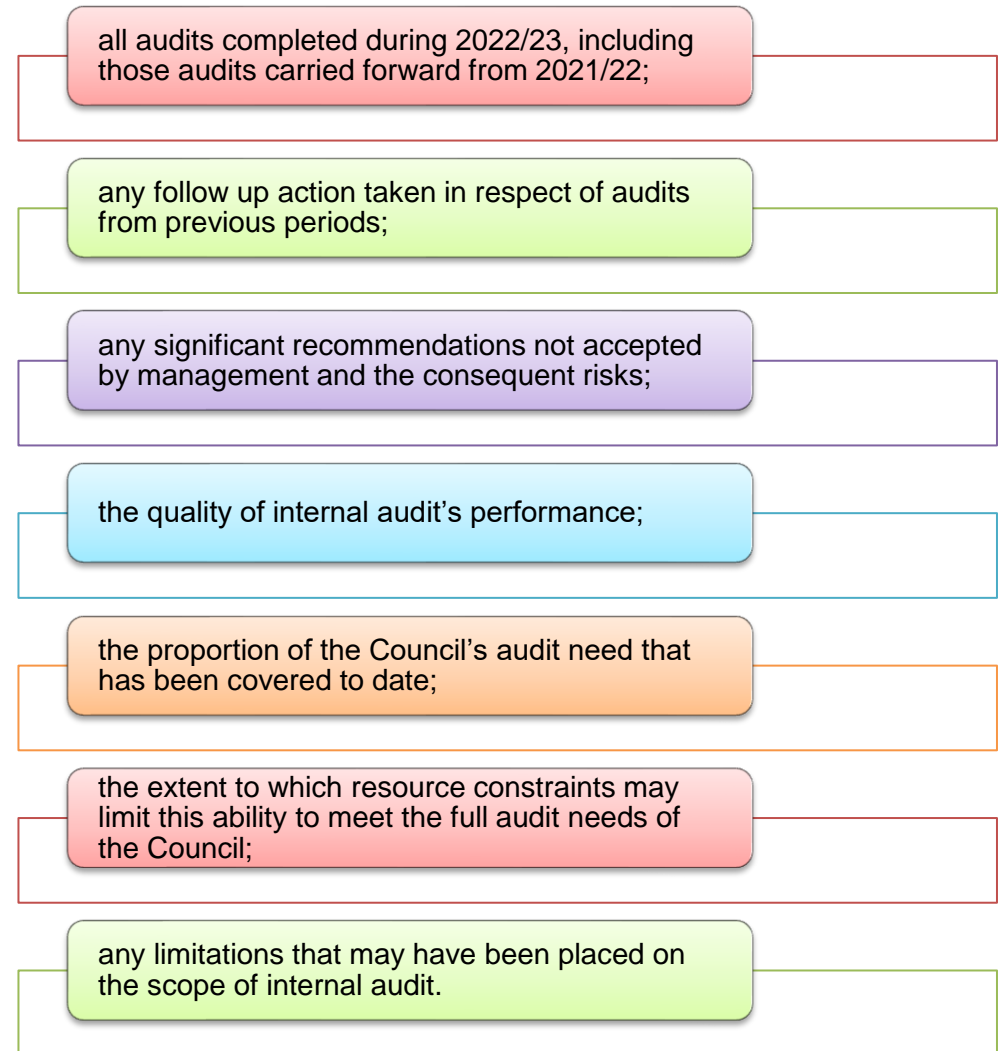 all audits completed during 2022/23, including
those audits carried forward from 2021/22;
any follow up action taken in respect of audits
from previous periods;
any significant recommendations not accepted
by management and the consequent risks;
the quality of internal audit’s performance;
the proportion of the Council’s audit need that
has been covered to date;
the extent to which resource constraints may
limit this ability to meet the full audit needs of
the Council;
any limitations that may have been placed on
the scope of internal audit.